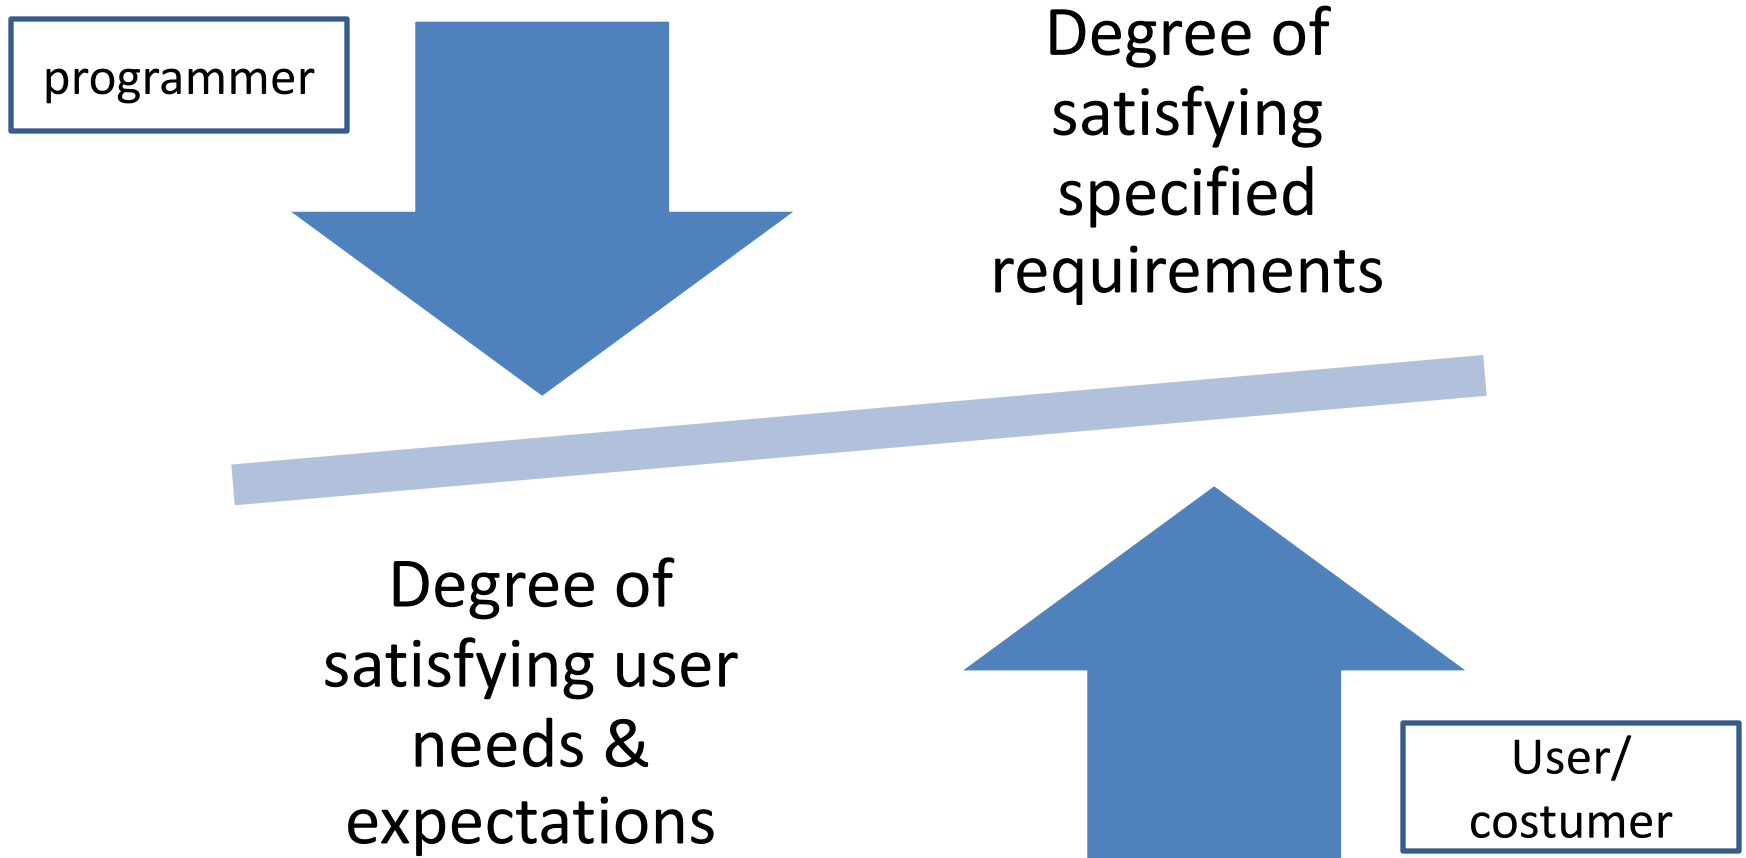 programmer
Degree of
satisfying
specified
requirements
Degree of
satisfying user
needs &
expectations
User/
costumer